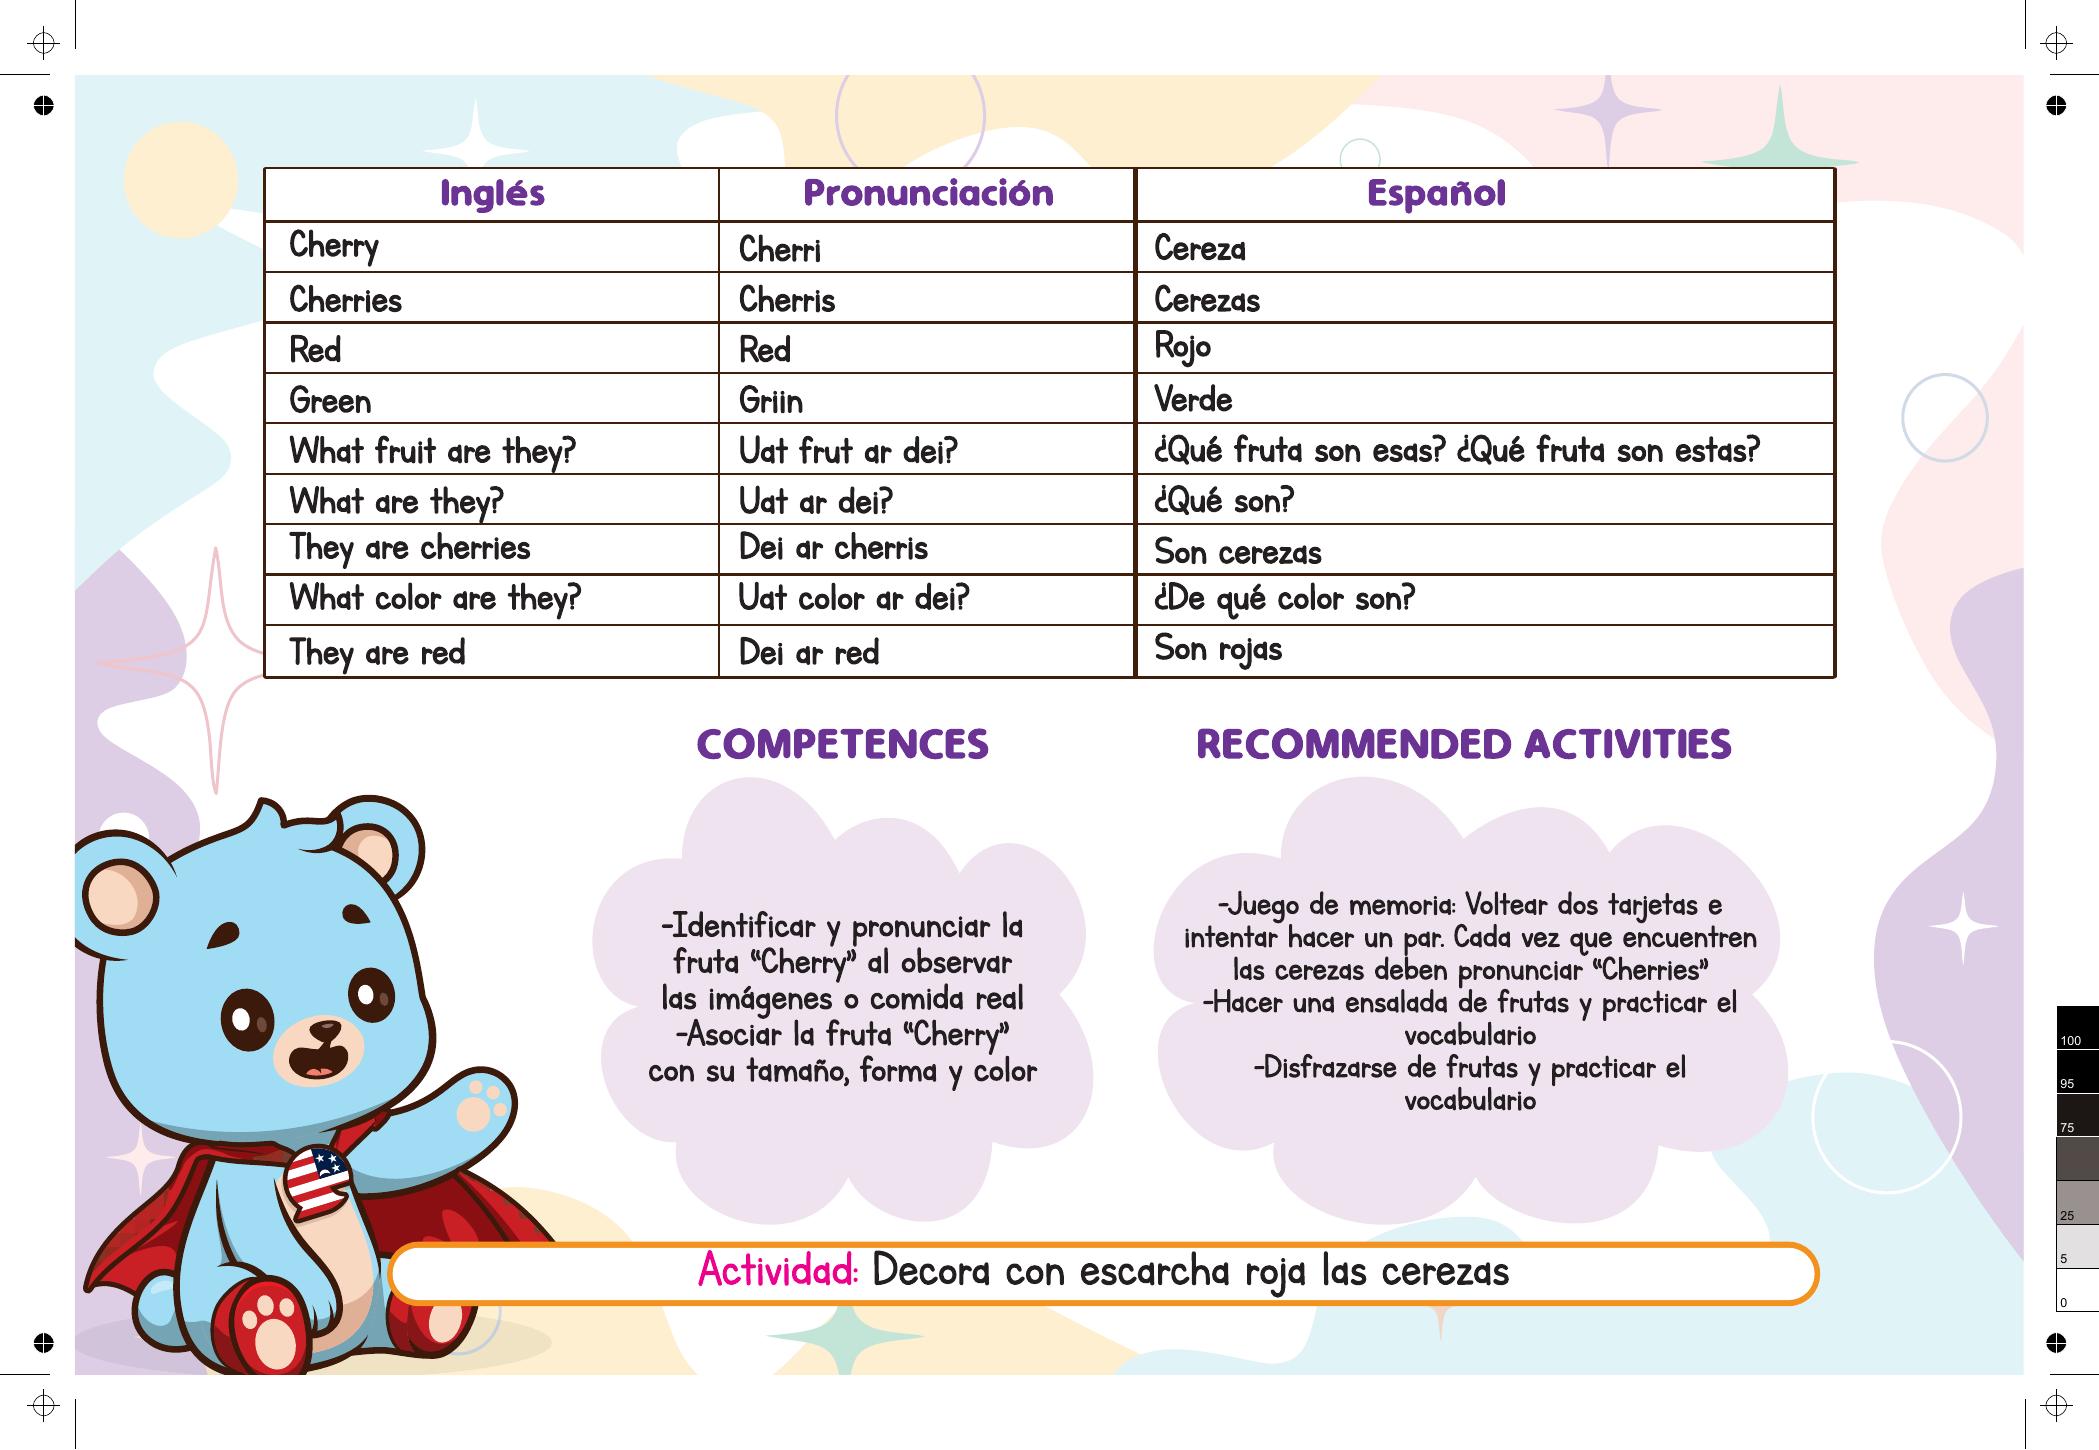 Inglés Pronunciación Español
Cherry Cherri Cereza
Cherries Cherris Cerezas
Red Red Rojo
Green Griin Verde
What fruit are they? Uat frut ar dei? ¿Qué fruta son esas? ¿Qué fruta son estas?
What are they? Uat ar dei? ¿Qué son?
They are cherries Dei ar cherris Son cerezas
What color are they? Uat color ar dei? ¿De qué color son?
They are red Dei ar red Son rojas
COMPETENCES
-Identificar y pronunciar la
fruta “Cherry” al observar
las imágenes o comida real
-Asociar la fruta “Cherry”
con su tamaño, forma y color
RECOMMENDED ACTIVITIES
-Juego de memoria: Voltear dos tarjetas e
intentar hacer un par. Cada vez que encuentren
las cerezas deben pronunciar “Cherries”
-Hacer una ensalada de frutas y practicar el
vocabulario
-Disfrazarse de frutas y practicar el
vocabulario
Actividad: Decora con escarcha roja las cerezas
100
95
75
25
5
0